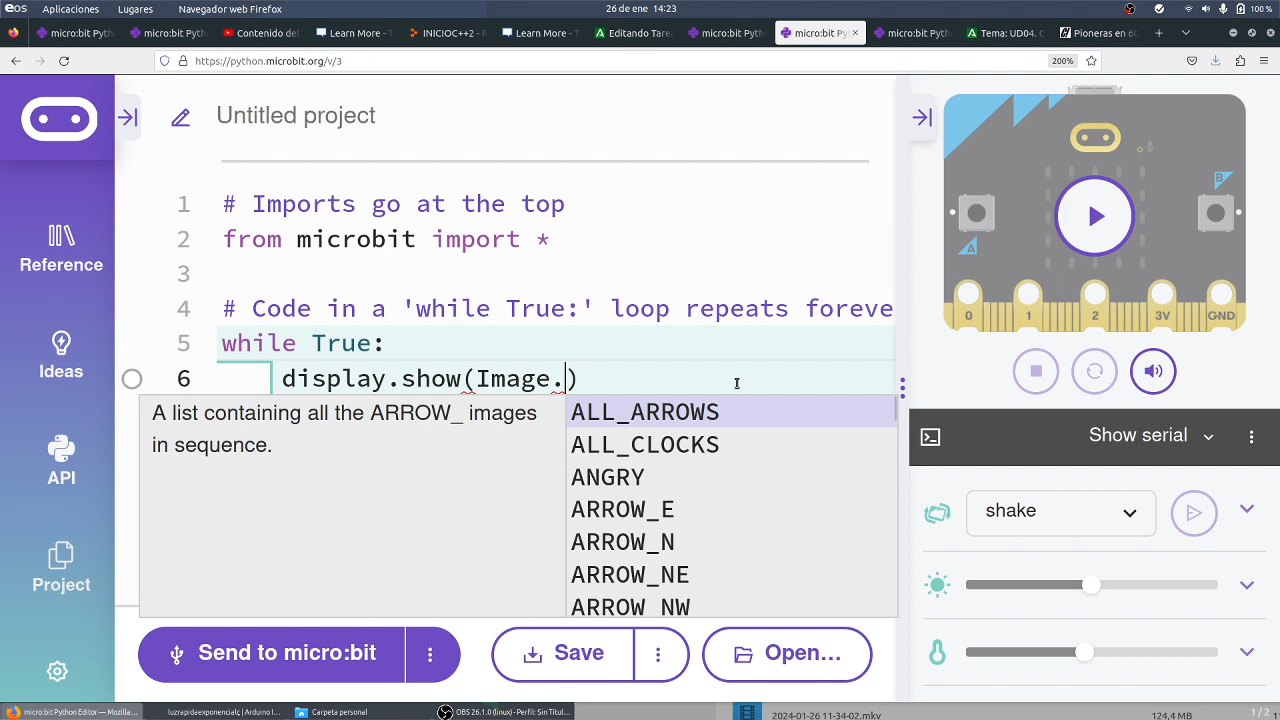 eos Aplicaciones Lugares Navegador web Firefox 26 de ene 14:23 100 %
micro:bit Pyth micro:bit Pyth Contenido del Learn More - T INICIOC++2 - R Learn More - T Editando Tarea micro:bit Pyth micro:bit Pyt micro:bit Pyth Tema: UD04. C Pioneras en 60
https://python.microbit.org/v/3 200%
Untitled project
1 # Imports go at the top
2 from microbit import *
3
4 # Code in a 'while True:' loop repeats foreve
5 while True:
6 display.show(Image.)
A list containing all the ARROW_ images
in sequence.
ALL_ARROWS
ALL_CLOCKS
ANGRY
ARROW_E
ARROW_N
ARROW_NE
ARROW_NW
Reference
Ideas
API
Project
Send to micro:bit
Save
Open...
A
B
0 1 2 3V GND
Show serial
shake
micro:bit Python Editor — Mozilla... luzrapidaexponencialç | Arduino I... Carpeta personal OBS 26.1.0 (linux) - Perfil: Sin Títul... 2024-01-26 11-34-02.mkv 124,4 MB 1 / 2